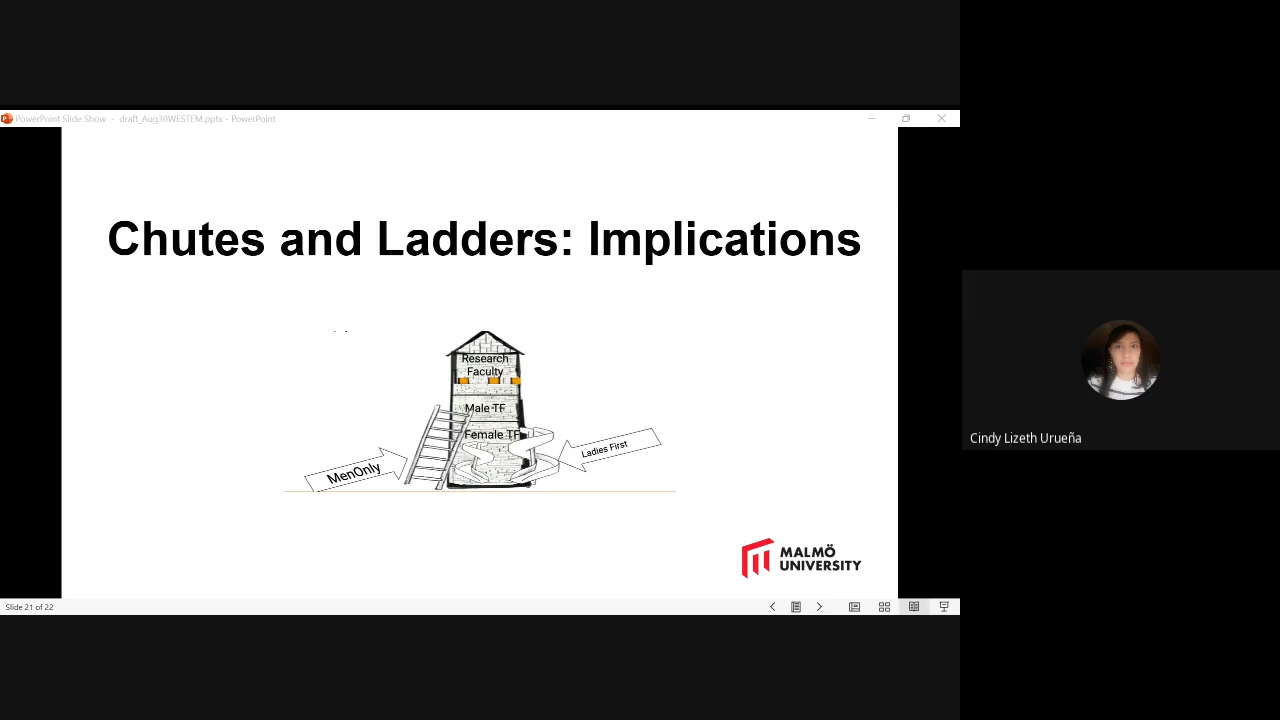 PowerPoint Slide Show - draft_Aug30WESTEM.pptx - PowerPoint
Chutes and Ladders: Implications
Research
Faculty
Male TF
Female TF
MenOnly
Ladies First
MALMÖ
UNIVERSITY
Cindy Lizeth Urueña
Slide 21 of 22